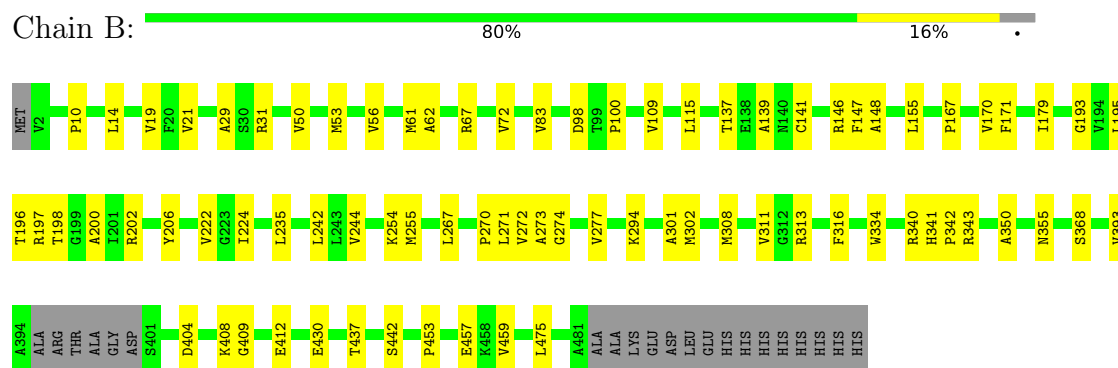 Chain B:
80% 16% •
MET V2 P10 L14 V19 F20 V21 A29 S30 R31 V50 M53 V56 M61 A62 R67 V72 V83 D98 T99 P100 V109 L115 T137 E138 A139 N140 C141 R146 F147 A148 L155 P167 V170 F171 I179 G193 V194 L195
T196 R197 T198 G199 A200 I201 R202 Y206 V222 G223 I224 L235 L242 L243 V244 K254 M255 L267 P270 L271 V272 A273 G274 V277 K294 A301 M302 M308 V311 G312 R313 F316 W334 R340 H341 P342 R343 A350 N355 S368 V393
A394 ALA ARG THR ALA GLY ASP S401 D404 K408 G409 E412 E430 T437 S442 P453 E457 K458 V459 L475 A481 ALA ALA LYS GLU ASP LEU GLU HIS HIS HIS HIS HIS HIS HIS HIS